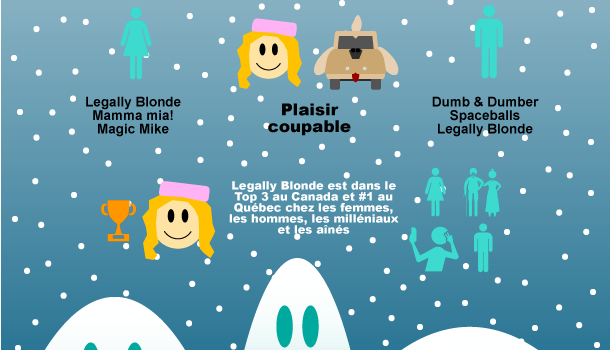 Legally Blonde
Mamma mia!
Magic Mike
Plaisir
coupable
Dumb & Dumber
Spaceballs
Legally Blonde
Legally Blonde est dans le
Top 3 au Canada et #1 au
Québec chez les femmes,
les hommes, les milléniaux
et les ainés